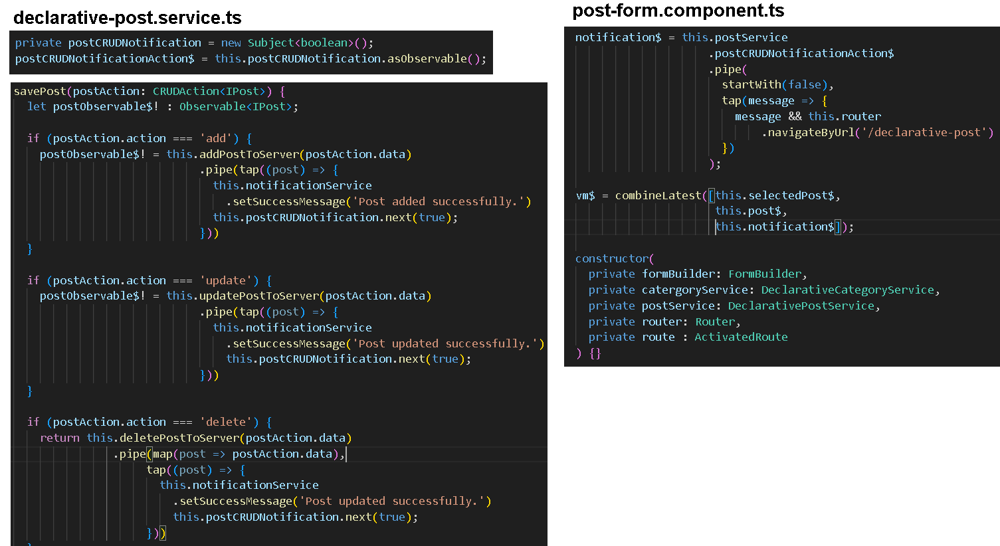 declarative-post.service.ts
private postCRUDNotification = new Subject<boolean>();
postCRUDNotificationAction$ = this.postCRUDNotification.asObservable();
savePost(postAction: CRUDAction<IPost>) {
let postObservable$! : Observable<IPost>;
if (postAction.action === 'add') {
postObservable$! = this.addPostToServer(postAction.data)
.pipe(tap((post) => {
this.notificationService
.setSuccessMessage('Post added successfully.')
this.postCRUDNotification.next(true);
}))
}
if (postAction.action === 'update') {
postObservable$! = this.updatePostToServer(postAction.data)
.pipe(tap((post) => {
this.notificationService
.setSuccessMessage('Post updated successfully.')
this.postCRUDNotification.next(true);
}))
}
if (postAction.action === 'delete') {
return this.deletePostToServer(postAction.data)
.pipe(map(post => postAction.data),
tap((post) => {
this.notificationService
.setSuccessMessage('Post updated successfully.')
this.postCRUDNotification.next(true);
}))
post-form.component.ts
notification$ = this.postService
.postCRUDNotificationAction$
.pipe(
startWith(false),
tap(message => {
message && this.router
.navigateByUrl('/declarative-post')
})
);
vm$ = combineLatest([this.selectedPost$,
this.post$,
this.notification$]);
constructor(
private formBuilder: FormBuilder,
private catergoryService: DeclarativeCategoryService,
private postService: DeclarativePostService,
private router: Router,
private route : ActivatedRoute
) {}